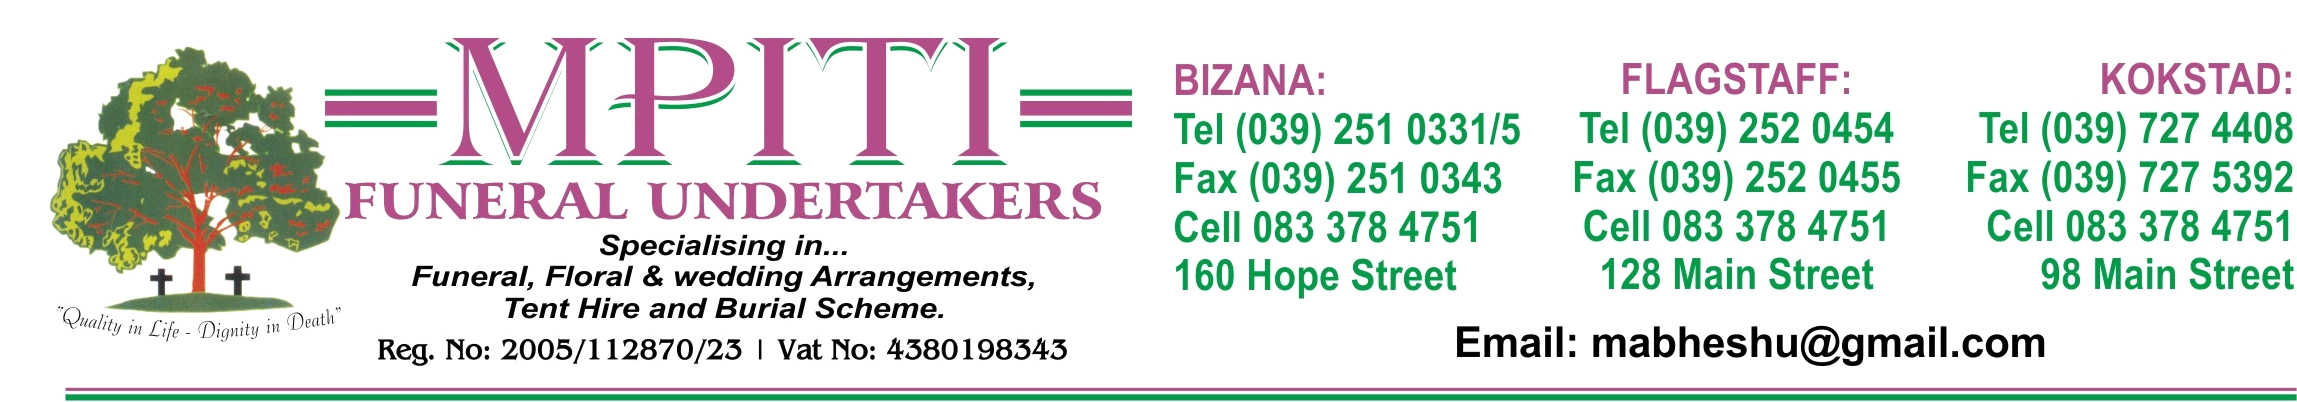 MPITI
FUNERAL UNDERTAKERS
Specialising in...
Funeral, Floral & wedding Arrangements,
Tent Hire and Burial Scheme.
Reg. No: 2005/112870/23 | Vat No: 4380198343
"Quality in Life - Dignity in Death"
BIZANA:
Tel (039) 251 0331/5
Fax (039) 251 0343
Cell 083 378 4751
160 Hope Street
FLAGSTAFF:
Tel (039) 252 0454
Fax (039) 252 0455
Cell 083 378 4751
128 Main Street
KOKSTAD:
Tel (039) 727 4408
Fax (039) 727 5392
Cell 083 378 4751
98 Main Street
Email: mabheshu@gmail.com